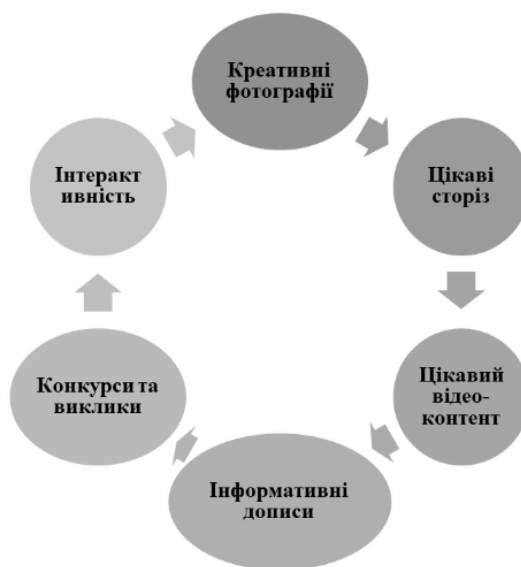 Креативні
фотографії
Цікаві
сторіз
Цікавий
відео-
контент
Інформативні
дописи
Конкурси та
виклики
Інтеракт
ивність